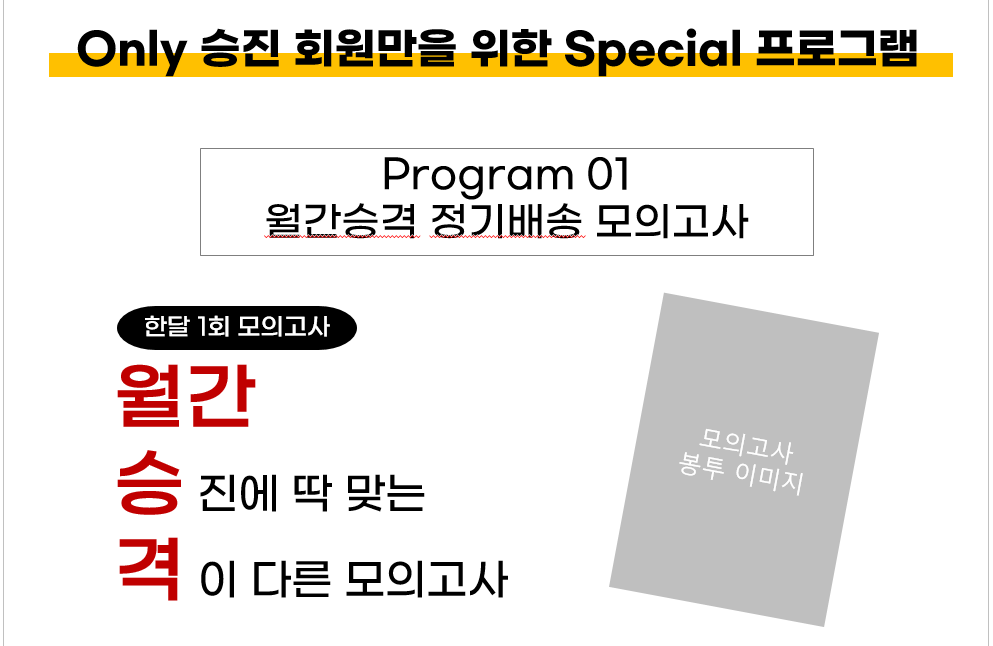 Only 승진 회원만을 위한 Special 프로그램
Program 01
월간승격 정기배송 모의고사
한달 1회 모의고사
월간
승 진에 딱 맞는
격 이 다른 모의고사
모의고사
봉투 이미지